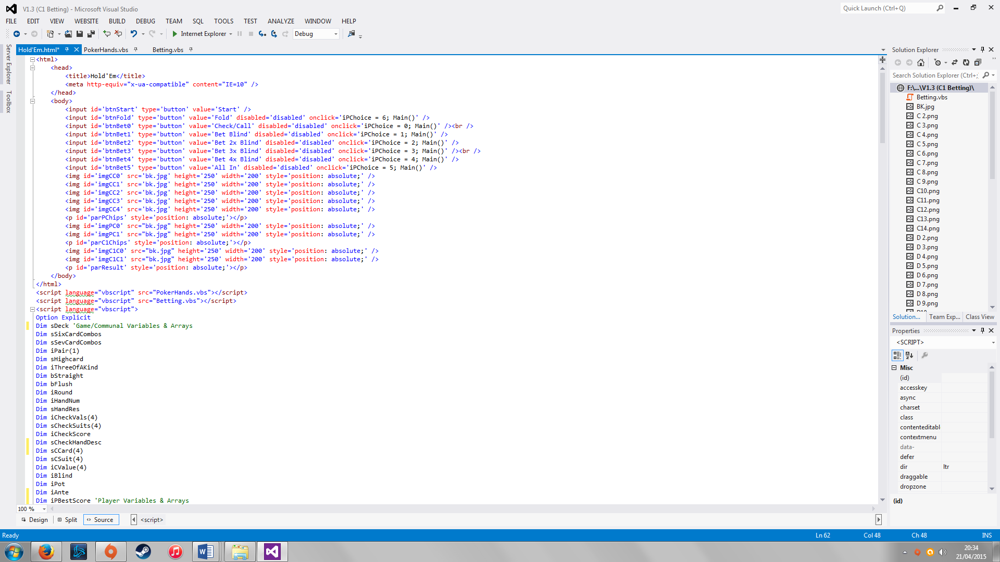 V1.3 (C1 Betting) - Microsoft Visual Studio
Quick Launch (Ctrl+Q)
FILE EDIT VIEW WEBSITE BUILD DEBUG TEAM SQL TOOLS TEST ANALYZE WINDOW HELP
Internet Explorer Debug
Server Explorer
Toolbox
Hold'Em.html* PokerHands.vbs Betting.vbs
<html>
<head>
<title>Hold'Em</title>
<meta http-equiv="x-ua-compatible" content="IE=10" />
</head>
<body>
<input id='btnStart' type='button' value='Start' />
<input id='btnFold' type='button' value='Fold' disabled='disabled' onclick='iPChoice = 6; Main()' />
<input id='btnBet0' type='button' value='Check/Call' disabled='disabled' onclick='iPChoice = 0; Main()' /><br />
<input id='btnBet1' type='button' value='Bet Blind' disabled='disabled' onclick='iPChoice = 1; Main()' />
<input id='btnBet2' type='button' value='Bet 2x Blind' disabled='disabled' onclick='iPChoice = 2; Main()' />
<input id='btnBet3' type='button' value='Bet 3x Blind' disabled='disabled' onclick='iPChoice = 3; Main()' /><br />
<input id='btnBet4' type='button' value='Bet 4x Blind' disabled='disabled' onclick='iPChoice = 4; Main()' />
<input id='btnBet5' type='button' value='All In' disabled='disabled' onclick='iPChoice = 5; Main()' />
<img id='imgCC0' src='bk.jpg' height='250' width='200' style='position: absolute;' />
<img id='imgCC1' src='bk.jpg' height='250' width='200' style='position: absolute;' />
<img id='imgCC2' src='bk.jpg' height='250' width='200' style='position: absolute;' />
<img id='imgCC3' src='bk.jpg' height='250' width='200' style='position: absolute;' />
<img id='imgCC4' src='bk.jpg' height='250' width='200' style='position: absolute;' />
<p id='parPChips' style='position: absolute;'></p>
<img id='imgPC0' src="bk.jpg" height='250' width='200' style='position: absolute;' />
<img id='imgPC1' src="bk.jpg" height='250' width='200' style='position: absolute;' />
<p id='parC1Chips' style='position: absolute;'></p>
<img id='imgC1C0' src="bk.jpg" height='250' width='200' style='position: absolute;' />
<img id='imgC1C1' src="bk.jpg" height='250' width='200' style='position: absolute;' />
<p id='parResult' style='position: absolute;'></p>
</body>
</html>
<script language="vbscript" src="PokerHands.vbs"></script>
<script language="vbscript" src="Betting.vbs"></script>
<script language="vbscript">
Option Explicit
Dim sDeck 'Game/Communal Variables & Arrays
Dim sSixCardCombos
Dim sSevCardCombos
Dim iPair(1)
Dim sHighcard
Dim iThreeOfAKind
Dim bStraight
Dim bFlush
Dim iRound
Dim iHandNum
Dim sHandRes
Dim iCheckVals(4)
Dim sCheckSuits(4)
Dim iCheckScore
Dim sCheckHandDesc
Dim sCCard(4)
Dim sCSuit(4)
Dim iCValue(4)
Dim iBlind
Dim iPot
Dim iAnte
Dim iPBestScore 'Player Variables & Arrays
100 %
Design Split Source <script>
Solution Explorer
Search Solution Explorer (Ctrl+;
F:\...\V1.3 (C1 Betting)\
Betting.vbs
BK.jpg
C 2.png
C 3.png
C 4.png
C 5.png
C 6.png
C 7.png
C 8.png
C 9.png
C10.png
C11.png
C12.png
C13.png
C14.png
D 2.png
D 3.png
D 4.png
D 5.png
D 6.png
D 7.png
D 8.png
D 9.png
Solution... Team Exp... Class View
Properties
<SCRIPT>
Misc
(id)
accesskey
async
charset
class
contenteditabl
contextmenu
data-
defer
dir ltr
draggable
dropzone
(id)
Ready Ln 62 Col 48 Ch 48 INS
20:34
21/04/2015